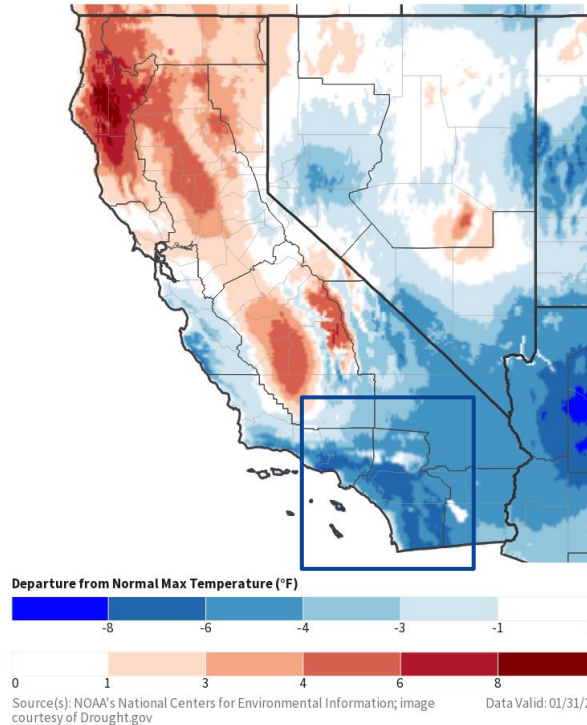 Departure from Normal Max Temperature (°F)
-8 -6 -4 -3 -1
0 1 3 4 6 8
Source(s): NOAA's National Centers for Environmental Information; image
courtesy of Drought.gov
Data Valid: 01/31/